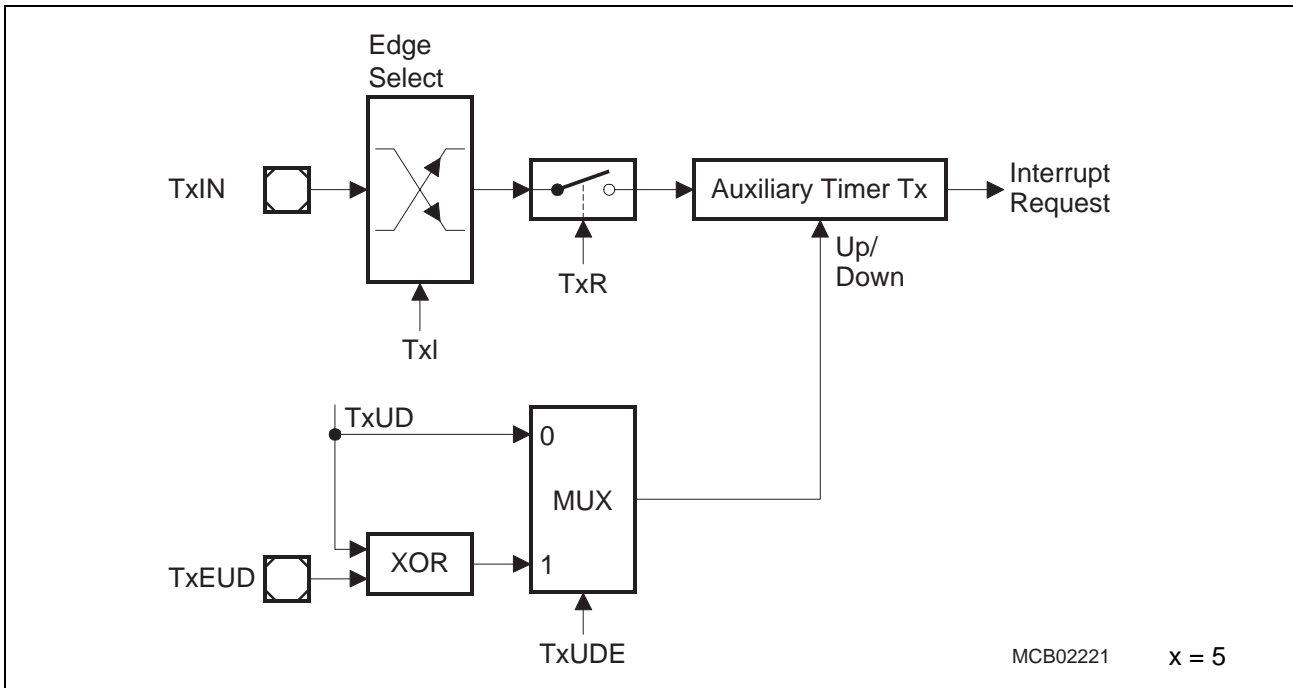 Edge
Select
TxIN
Auxiliary Timer Tx
Interrupt
Request
TxR
Up/
Down
TxI
TxUD
0
MUX
XOR
1
TxEUD
TxUDE
MCB02221
x = 5